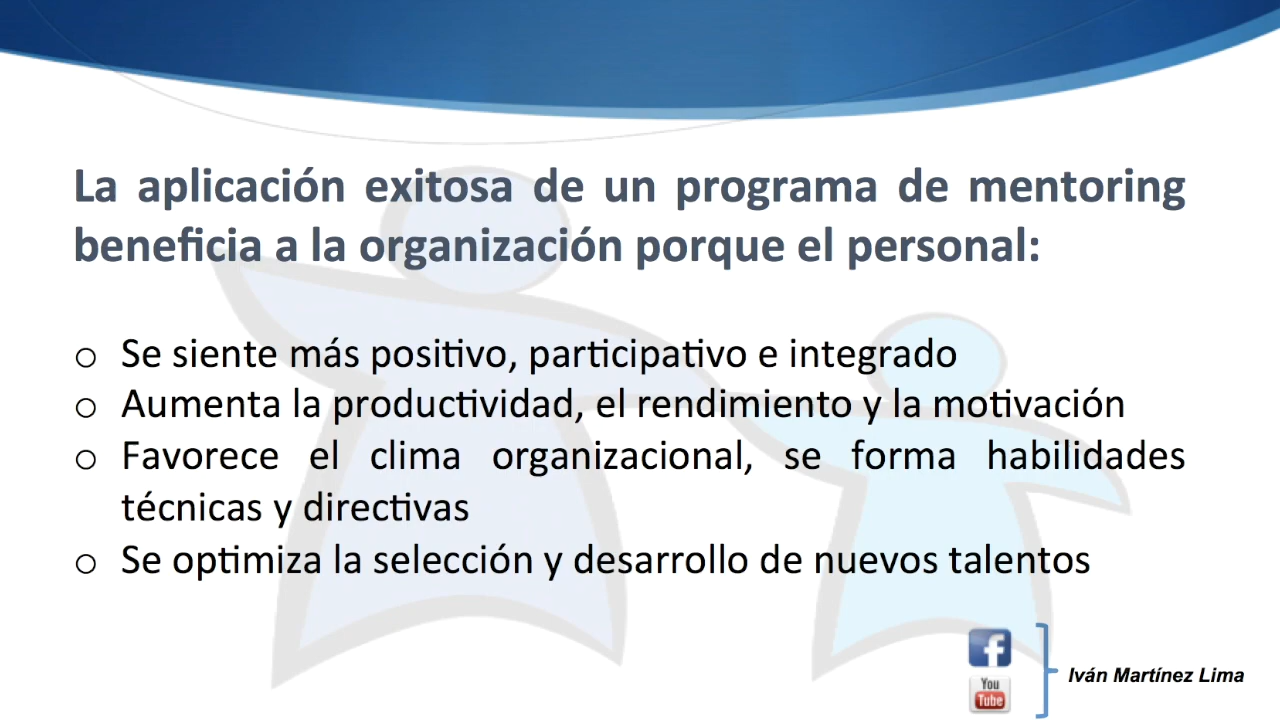 La aplicación exitosa de un programa de mentoring
beneficia a la organización porque el personal:
o Se siente más positivo, participativo e integrado
o Aumenta la productividad, el rendimiento y la motivación
o Favorece el clima organizacional, se forma habilidades
técnicas y directivas
o Se optimiza la selección y desarrollo de nuevos talentos
f
You
Tube
Iván Martínez Lima